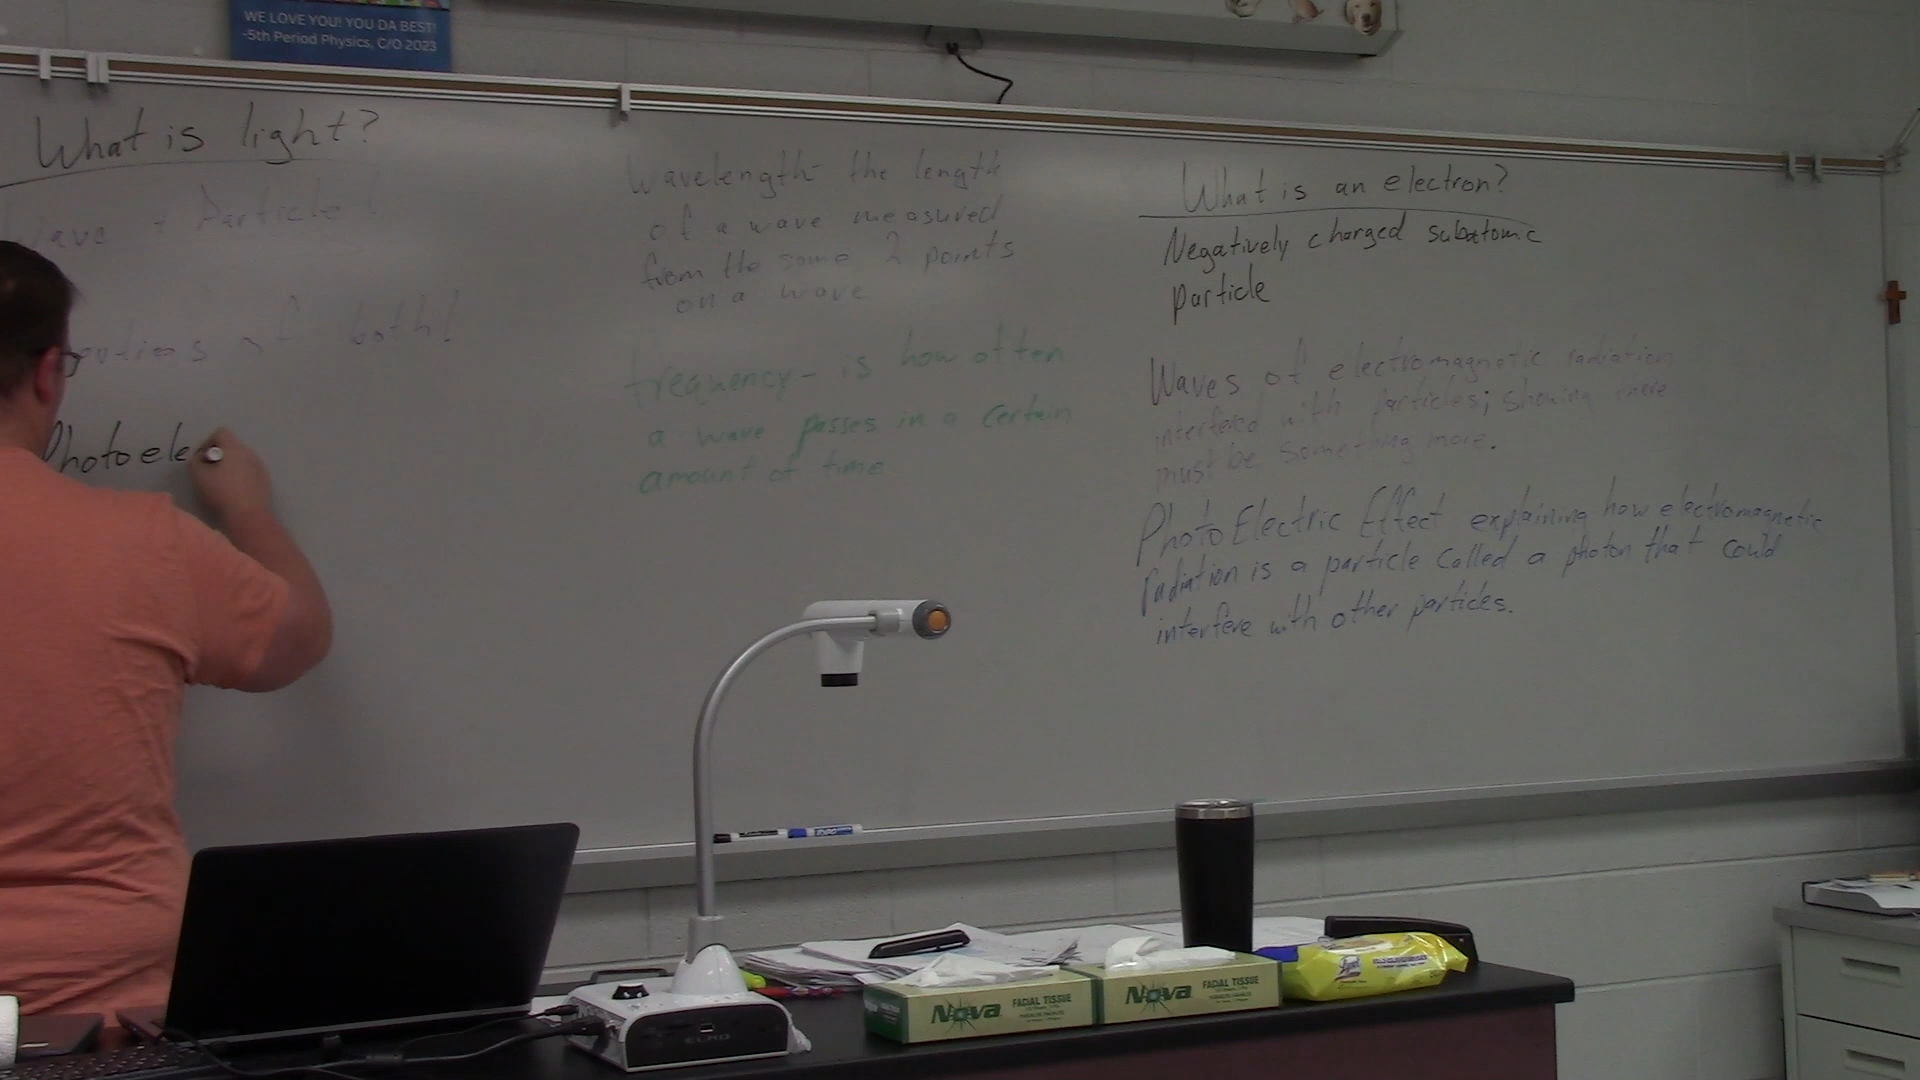 WE LOVE YOU! YOU DA BEST!
-5th Period Physics, C/O 2023
What is light?
Wave + Particle!
of both!
Photoele
Wavelength- the length
of a wave measured
from the same 2 points
on a wave
frequency- is how often
a wave passes in a certain
amount of time
What is an electron?
Negatively charged subatomic
particle
Waves of electromagnetic radiation
interfered with particles; showing there
must be something more.
PhotoElectric Effect explaining how electromagnetic
radiation is a particle called a photon that could
interfere with other particles.
EXPO
ELMO
Nova FACIAL TISSUE
Nova FACIAL TISSUE
Lysol